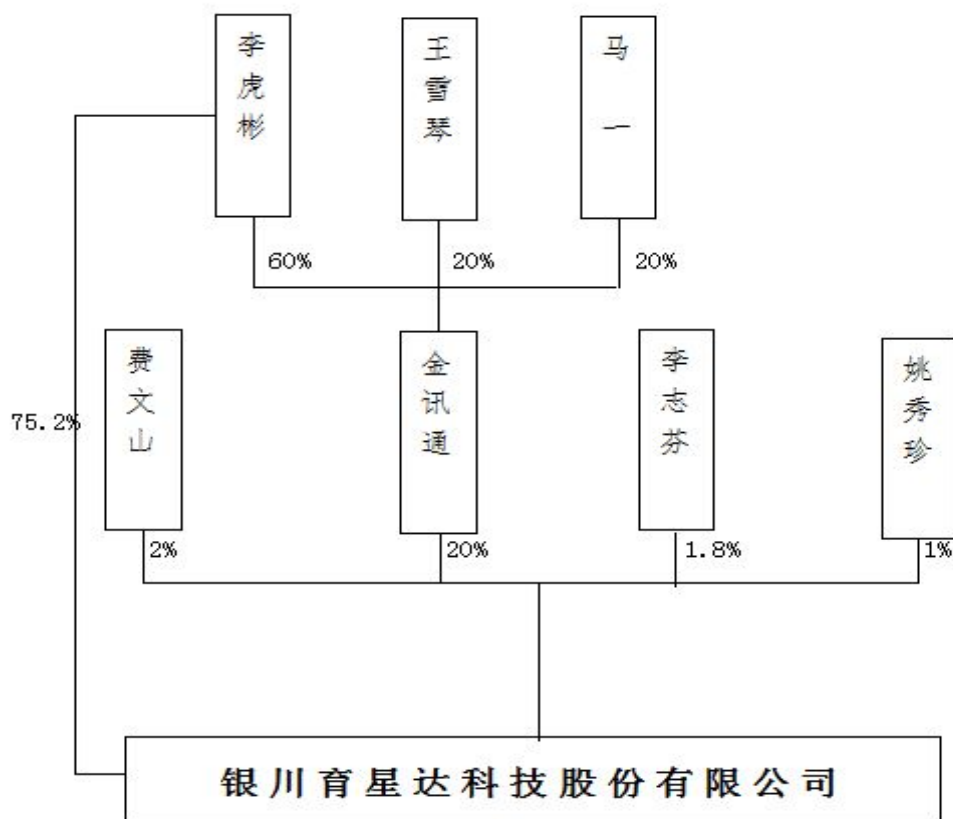 李虎彬
王雪琴
马一
60%
20%
20%
费文山
金讯通
李志芬
姚秀珍
75.2%
2%
20%
1.8%
1%
银川育星达科技股份有限公司